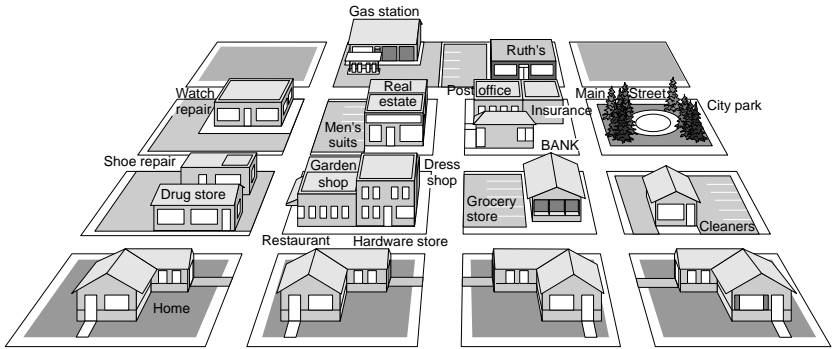 Gas station
Ruth's
Watch
repair
Real
estate
Post office
Main Street
City park
Men's
suits
Insurance
Shoe repair
Garden
shop
Dress
shop
BANK
Drug store
Grocery
store
Cleaners
Restaurant
Hardware store
Home